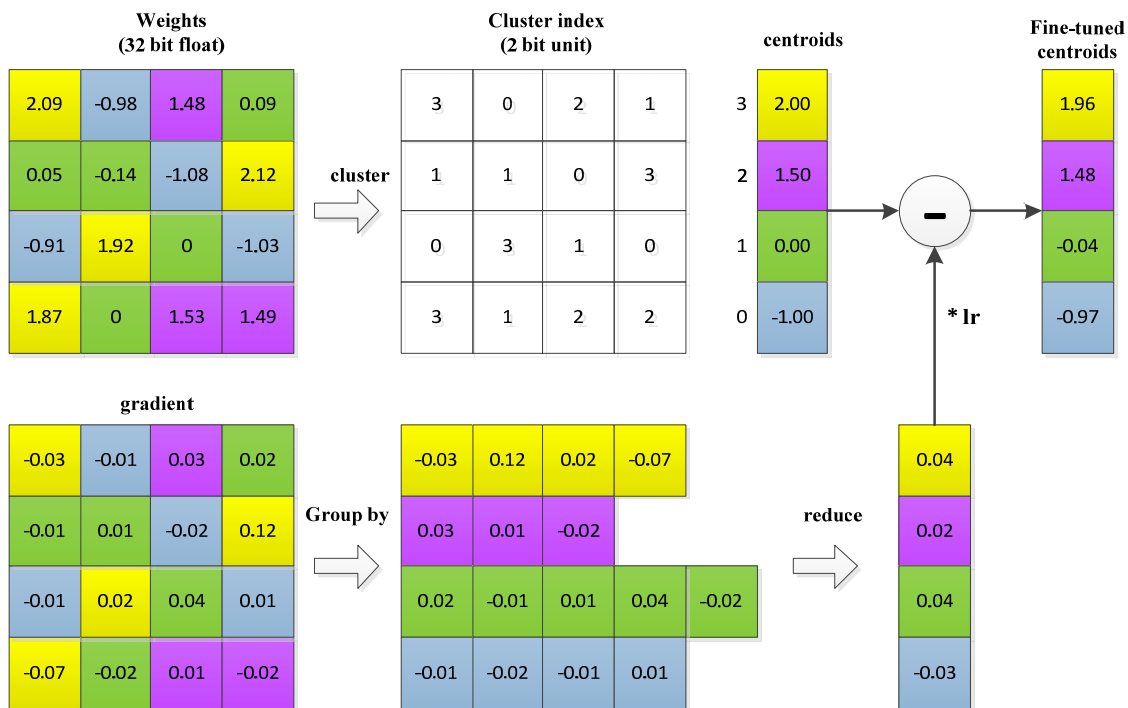 Weights
(32 bit float)
Cluster index
(2 bit unit)
centroids
Fine-tuned
centroids
2.09 -0.98 1.48 0.09
3 0 2 1
3 2.00
1.96
0.05 -0.14 -1.08 2.12
cluster
1 1 0 3
2 1.50
-
1.48
-0.91 1.92 0 -1.03
0 3 1 0
1 0.00
-0.04
1.87 0 1.53 1.49
3 1 2 2
0 -1.00
* lr
-0.97
gradient
-0.03 -0.01 0.03 0.02
-0.03 0.12 0.02 -0.07
0.04
-0.01 0.01 -0.02 0.12
Group by
0.03 0.01 -0.02
reduce
0.02
-0.01 0.02 0.04 0.01
0.02 -0.01 0.01 0.04 -0.02
0.04
-0.07 -0.02 0.01 -0.02
-0.01 -0.02 -0.01 0.01
-0.03